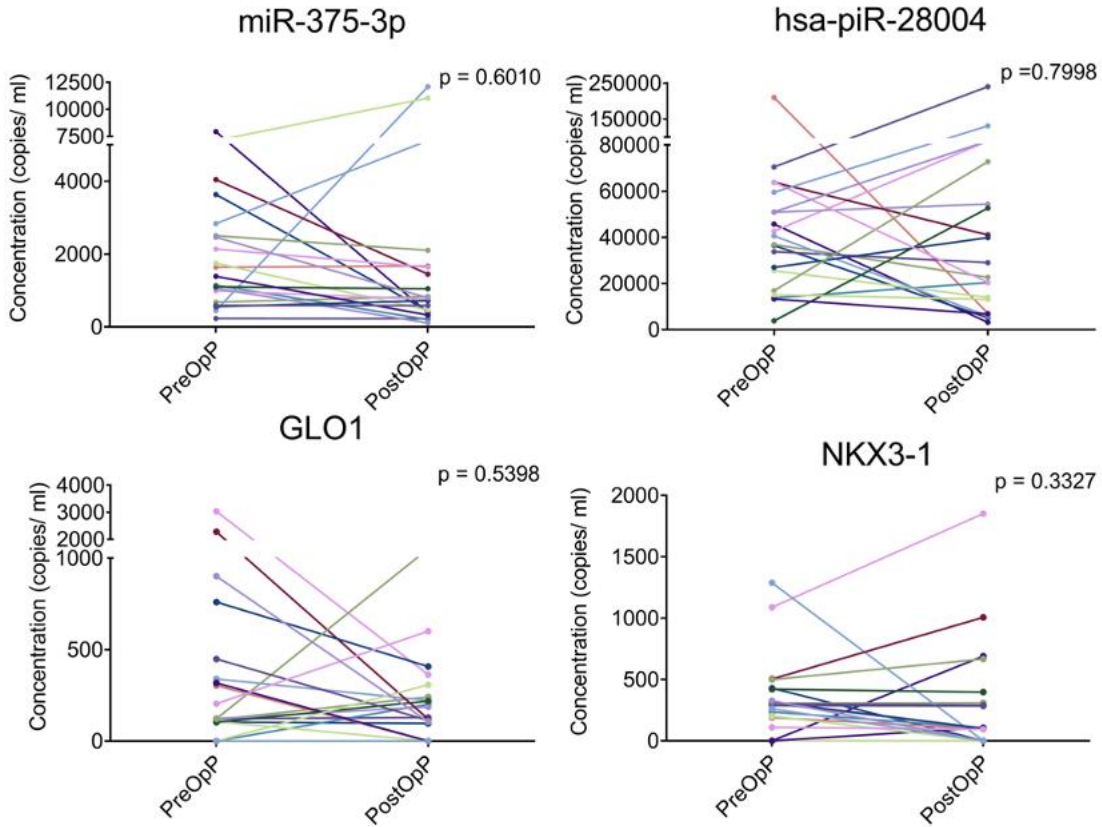 miR-375-3p
p = 0.6010
Concentration (copies/ ml)
12500
10000
7500
4000
2000
0
PreOpP
PostOpP
hsa-piR-28004
p =0.7998
Concentration (copies/ ml)
250000
150000
80000
60000
40000
20000
0
PreOpP
PostOpP
GLO1
p = 0.5398
Concentration (copies/ ml)
4000
3000
2000
1000
500
0
PreOpP
PostOpP
NKX3-1
p = 0.3327
Concentration (copies/ ml)
2000
1500
1000
500
0
PreOpP
PostOpP